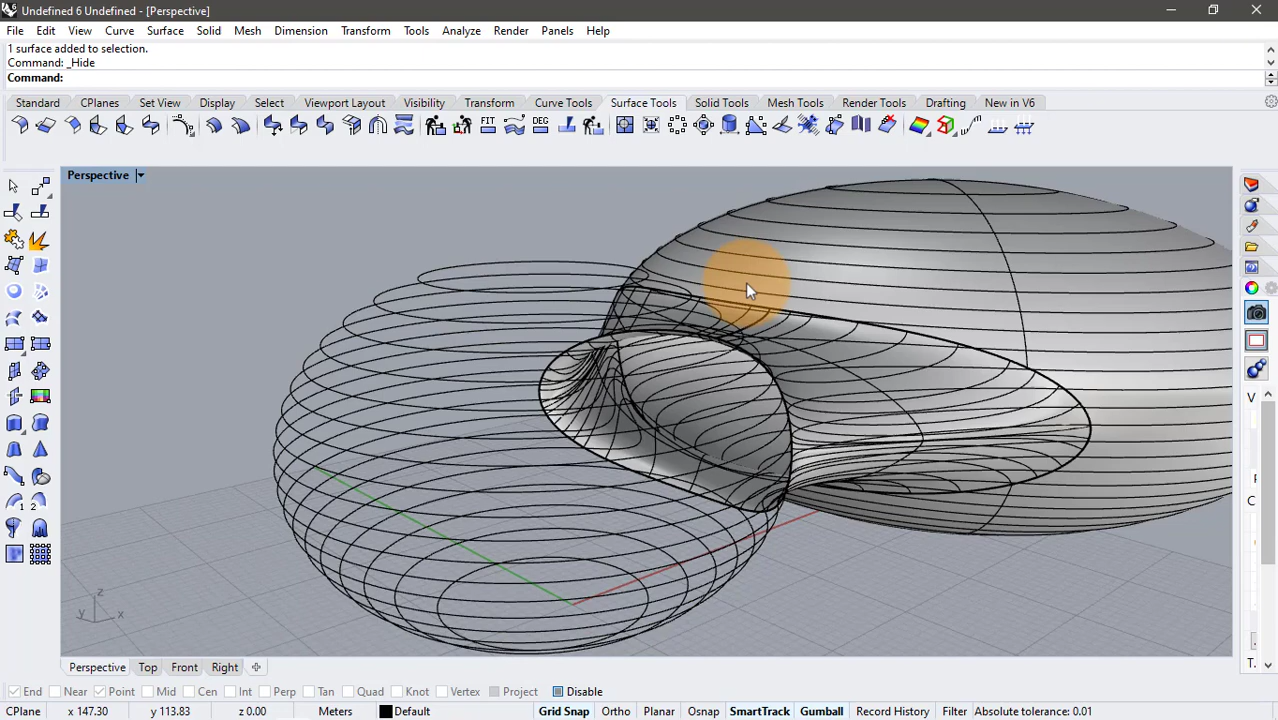 Undefined 6 Undefined - [Perspective]
File Edit View Curve Surface Solid Mesh Dimension Transform Tools Analyze Render Panels Help
1 surface added to selection.
Command: _Hide
Command:
Standard CPlanes Set View Display Select Viewport Layout Visibility Transform Curve Tools Surface Tools Solid Tools Mesh Tools Render Tools Drafting New in V6
FIT DEG
Perspective
V
C
T.
z
y x
Perspective Top Front Right
End Near Point Mid Cen Int Perp Tan Quad Knot Vertex Project Disable
CPlane x 147.30 y 113.83 z 0.00 Meters Default Grid Snap Ortho Planar Osnap SmartTrack Gumball Record History Filter Absolute tolerance: 0.01